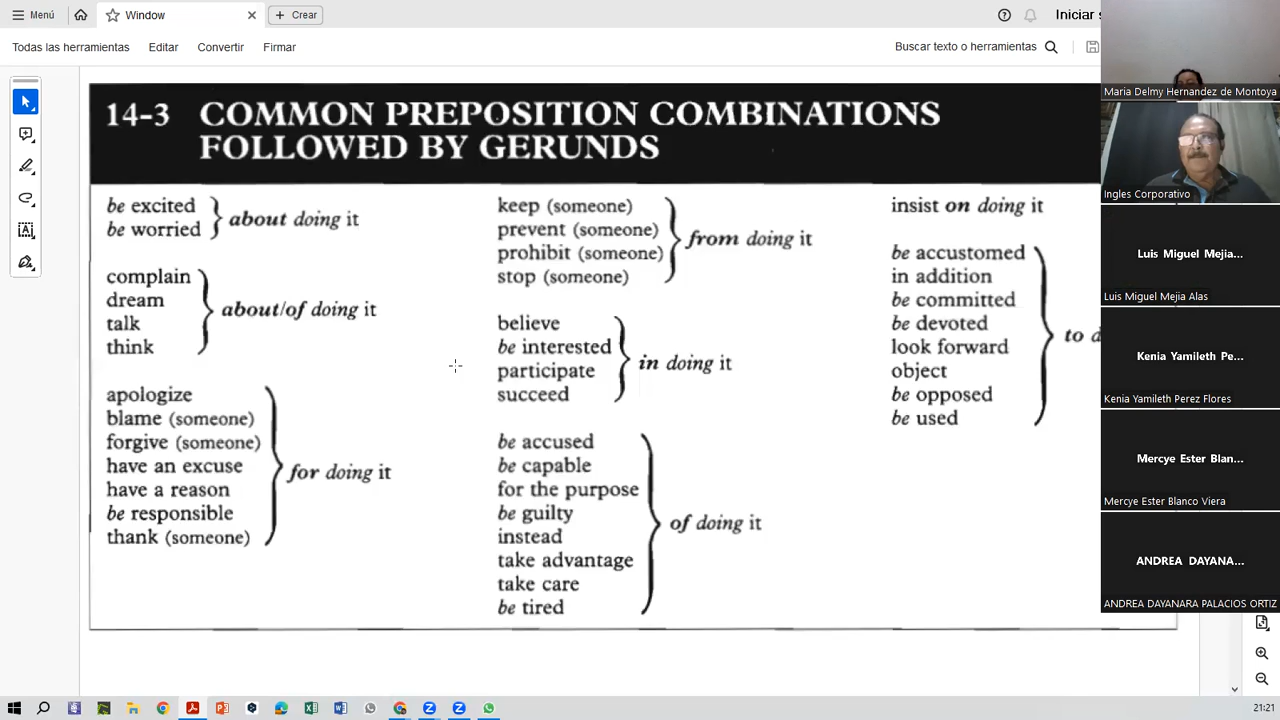 Menú
Window
Crear
Iniciar s
Todas las herramientas
Editar
Convertir
Firmar
Buscar texto o herramientas
14-3 COMMON PREPOSITION COMBINATIONS
FOLLOWED BY GERUNDS
be excited
be worried
about doing it
complain
dream
talk
think
about/of doing it
apologize
blame (someone)
forgive (someone)
have an excuse
have a reason
be responsible
thank (someone)
for doing it
keep (someone)
prevent (someone)
prohibit (someone)
stop (someone)
from doing it
believe
be interested
participate
succeed
in doing it
be accused
be capable
for the purpose
be guilty
instead
take advantage
take care
be tired
of doing it
insist on doing it
be accustomed
in addition
be committed
be devoted
look forward
object
be opposed
be used
to d
Maria Delmy Hernandez de Montoya
Ingles Corporativo
Luis Miguel Mejia...
Luis Miguel Mejia Alas
Kenia Yamileth Pe...
Kenia Yamileth Perez Flores
Mercye Ester Blan...
Mercye Ester Blanco Viera
ANDREA DAYANA...
ANDREA DAYANARA PALACIOS ORTIZ
21:21